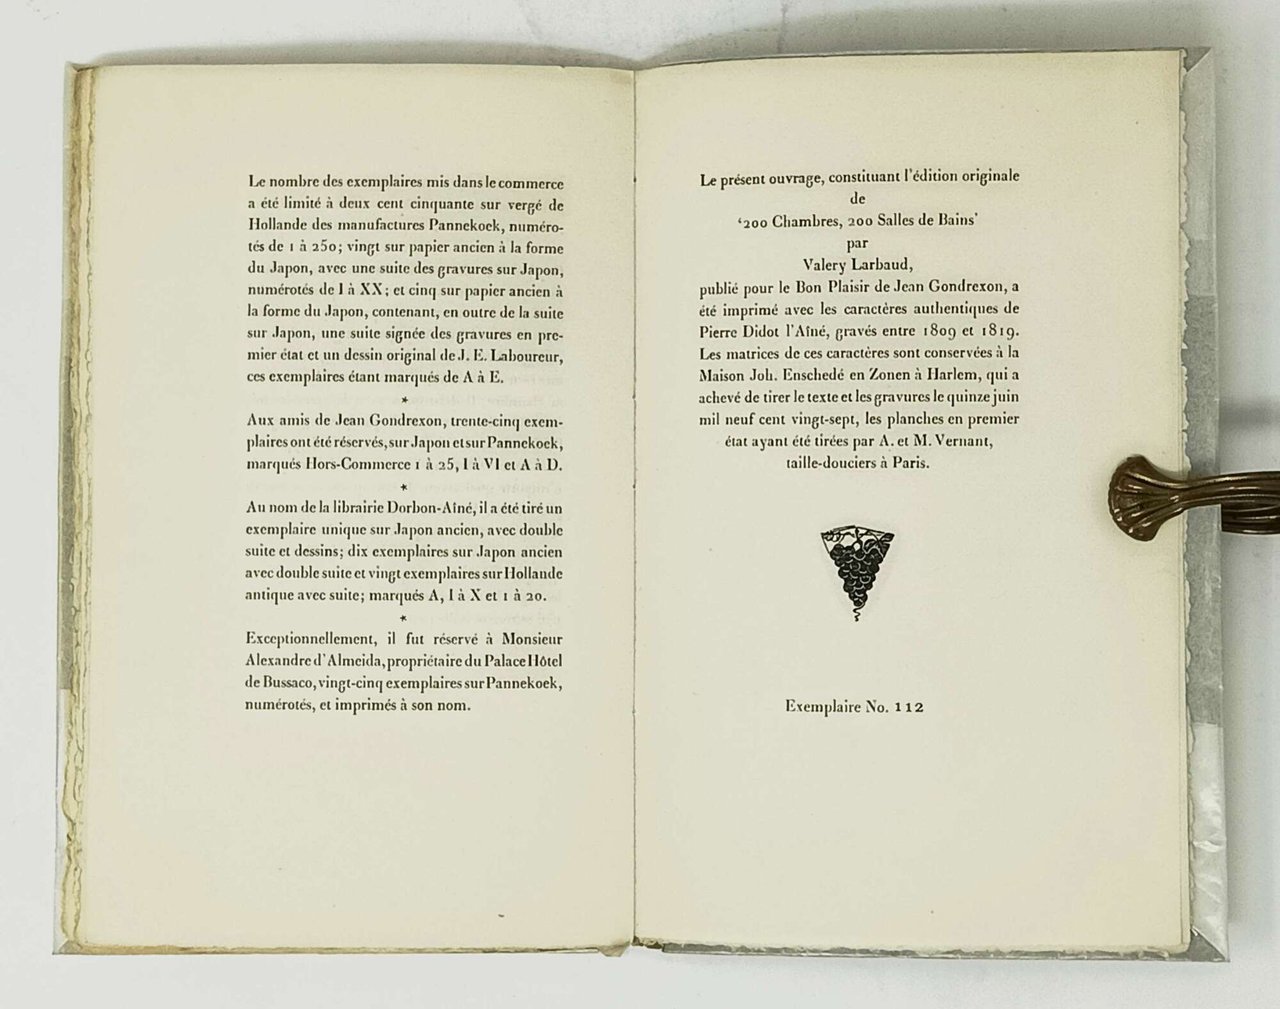 Le nombre des exemplaires mis dans le commerce
a été limité à deux cent cinquante sur vergé de
Hollande des manufactures Pannekoek, numéro-
tés de 1 à 250; vingt sur papier ancien à la forme
du Japon, avec une suite des gravures sur Japon,
numérotés de I à XX; et cinq sur papier ancien à
la forme du Japon, contenant, en outre de la suite
sur Japon, une suite signée des gravures en pre-
mier état et un dessin original de J. E. Laboureur,
ces exemplaires étant marqués de A à E.
*
Aux amis de Jean Gondrexon, trente-cinq exem-
plaires ont été réservés, sur Japon et sur Pannekoek,
marqués Hors-Commerce 1 à 25, I à VI et A à D.
*
Au nom de la librairie Dorbon-Aîné, il a été tiré un
exemplaire unique sur Japon ancien, avec double
suite et dessins; dix exemplaires sur Japon ancien
avec double suite et vingt exemplaires sur Hollande
antique avec suite; marqués A, I à X et 1 à 20.
*
Exceptionnellement, il fut réservé à Monsieur
Alexandre d'Almeida, propriétaire du Palace Hôtel
de Bussaco, vingt-cinq exemplaires sur Pannekoek,
numérotés, et imprimés à son nom.
Le présent ouvrage, constituant l'édition originale
de
'200 Chambres, 200 Salles de Bains'
par
Valery Larbaud,
publié pour le Bon Plaisir de Jean Gondrexon, a
été imprimé avec les caractères authentiques de
Pierre Didot l'Aîné, gravés entre 1809 et 1819.
Les matrices de ces caractères sont conservées à la
Maison Joh. Enschedé en Zonen à Harlem, qui a
achevé de tirer le texte et les gravures le quinze juin
mil neuf cent vingt-sept, les planches en premier
état ayant été tirées par A. et M. Vernant,
taille-douciers à Paris.
Exemplaire No. 112